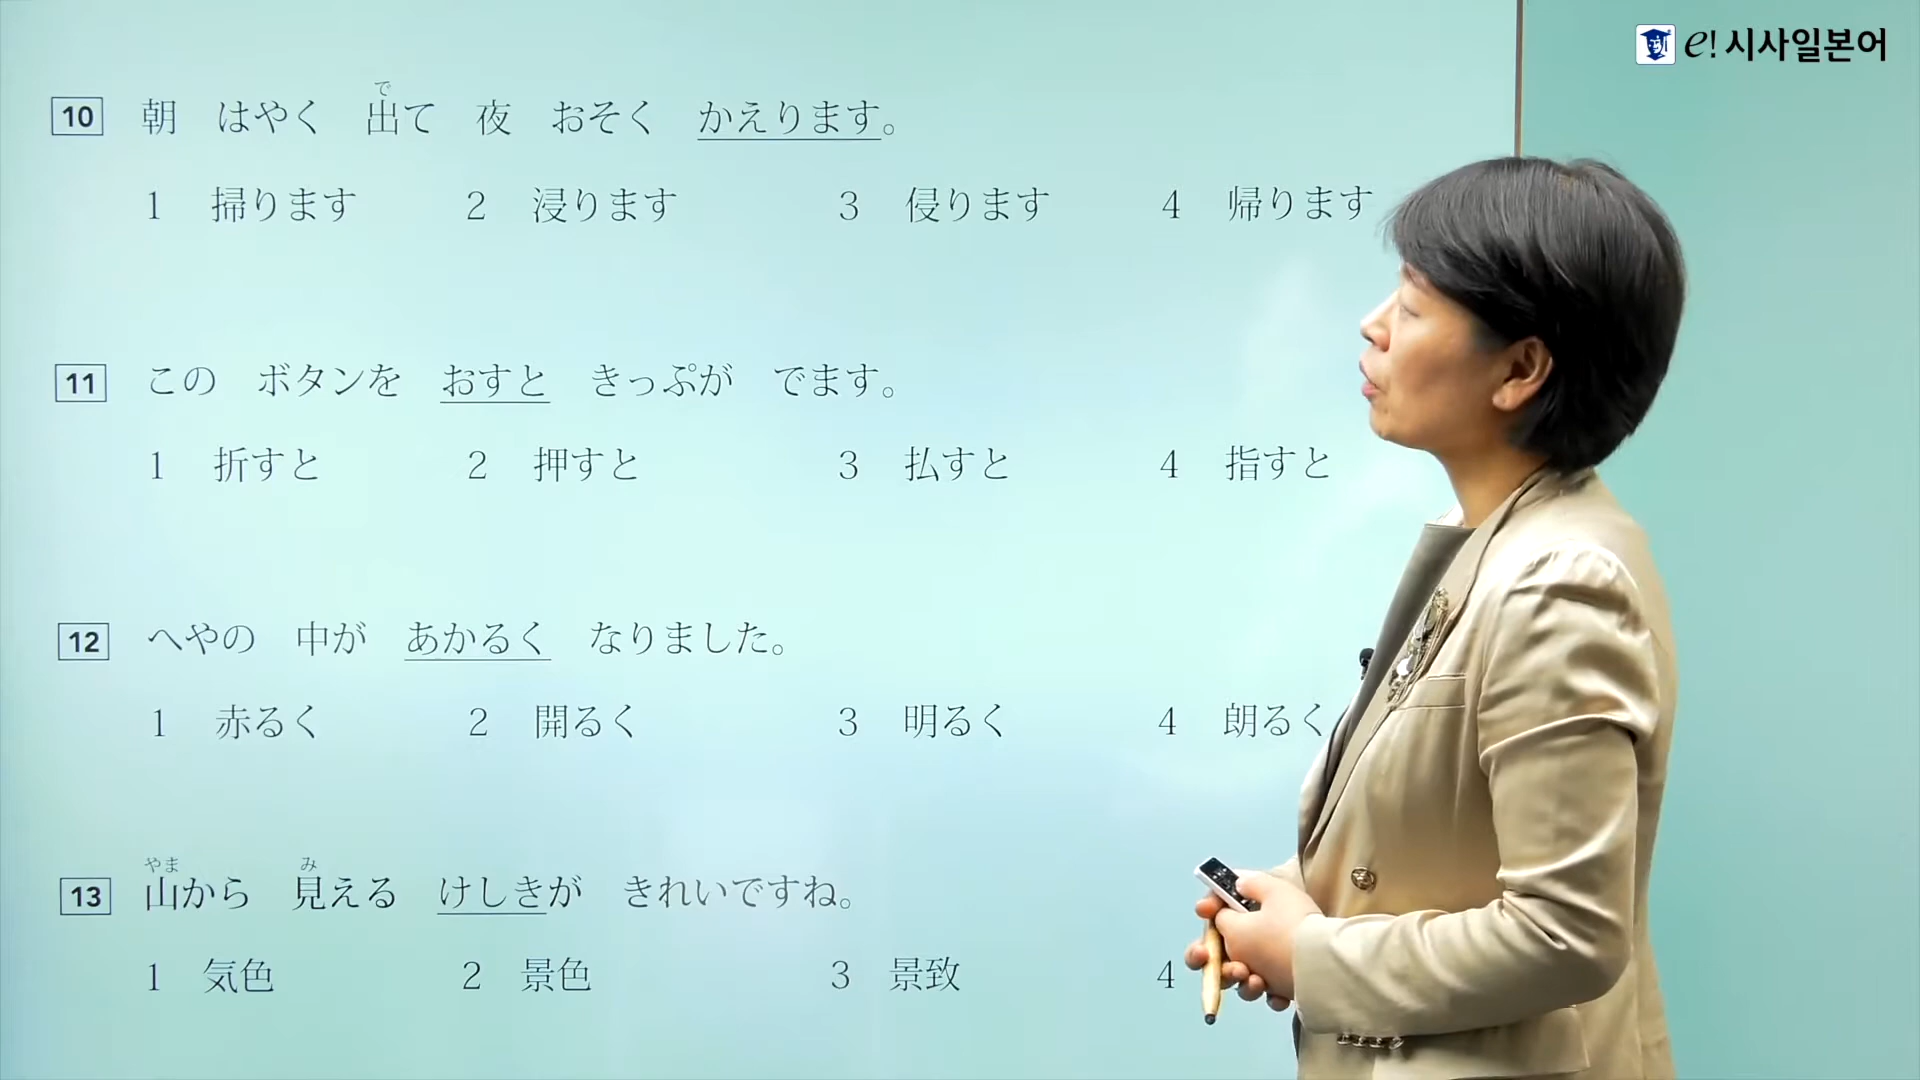 e! 시사일본어
で
10 朝 はやく 出て 夜 おそく かえります。
1 掃ります 2 浸ります 3 侵ります 4 帰ります
11 この ボタンを おすと きっぷが でます。
1 折すと 2 押すと 3 払すと 4 指すと
12 へやの 中が あかるく なりました。
1 赤るく 2 開るく 3 明るく 4 朗るく
やま み
13 山から 見える けしきが きれいですね。
1 気色 2 景色 3 景致 4